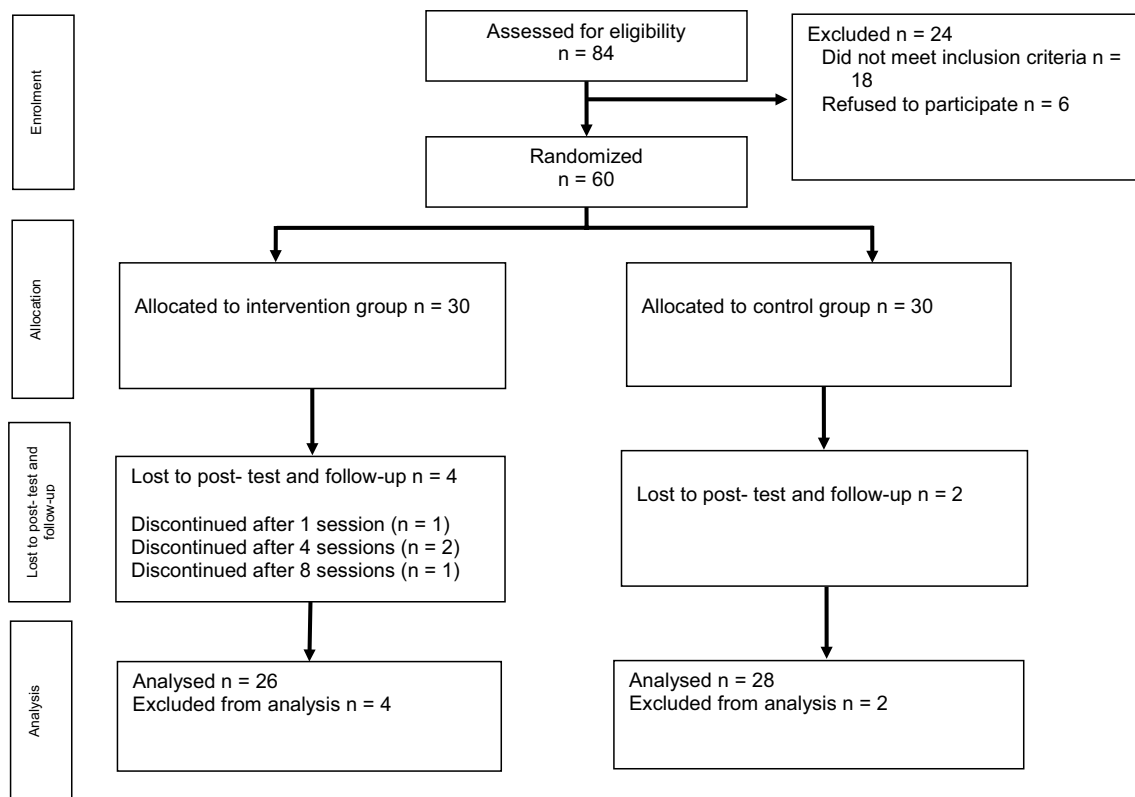 Enrolment
Assessed for eligibility
n = 84
Excluded n = 24
Did not meet inclusion criteria n =
18
Refused to participate n = 6
Randomized
n = 60
Allocation
Allocated to intervention group n = 30
Allocated to control group n = 30
Lost to post- test and
follow-up
Lost to post- test and follow-up n = 4
Discontinued after 1 session (n = 1)
Discontinued after 4 sessions (n = 2)
Discontinued after 8 sessions (n = 1)
Lost to post- test and follow-up n = 2
Analysis
Analysed n = 26
Excluded from analysis n = 4
Analysed n = 28
Excluded from analysis n = 2